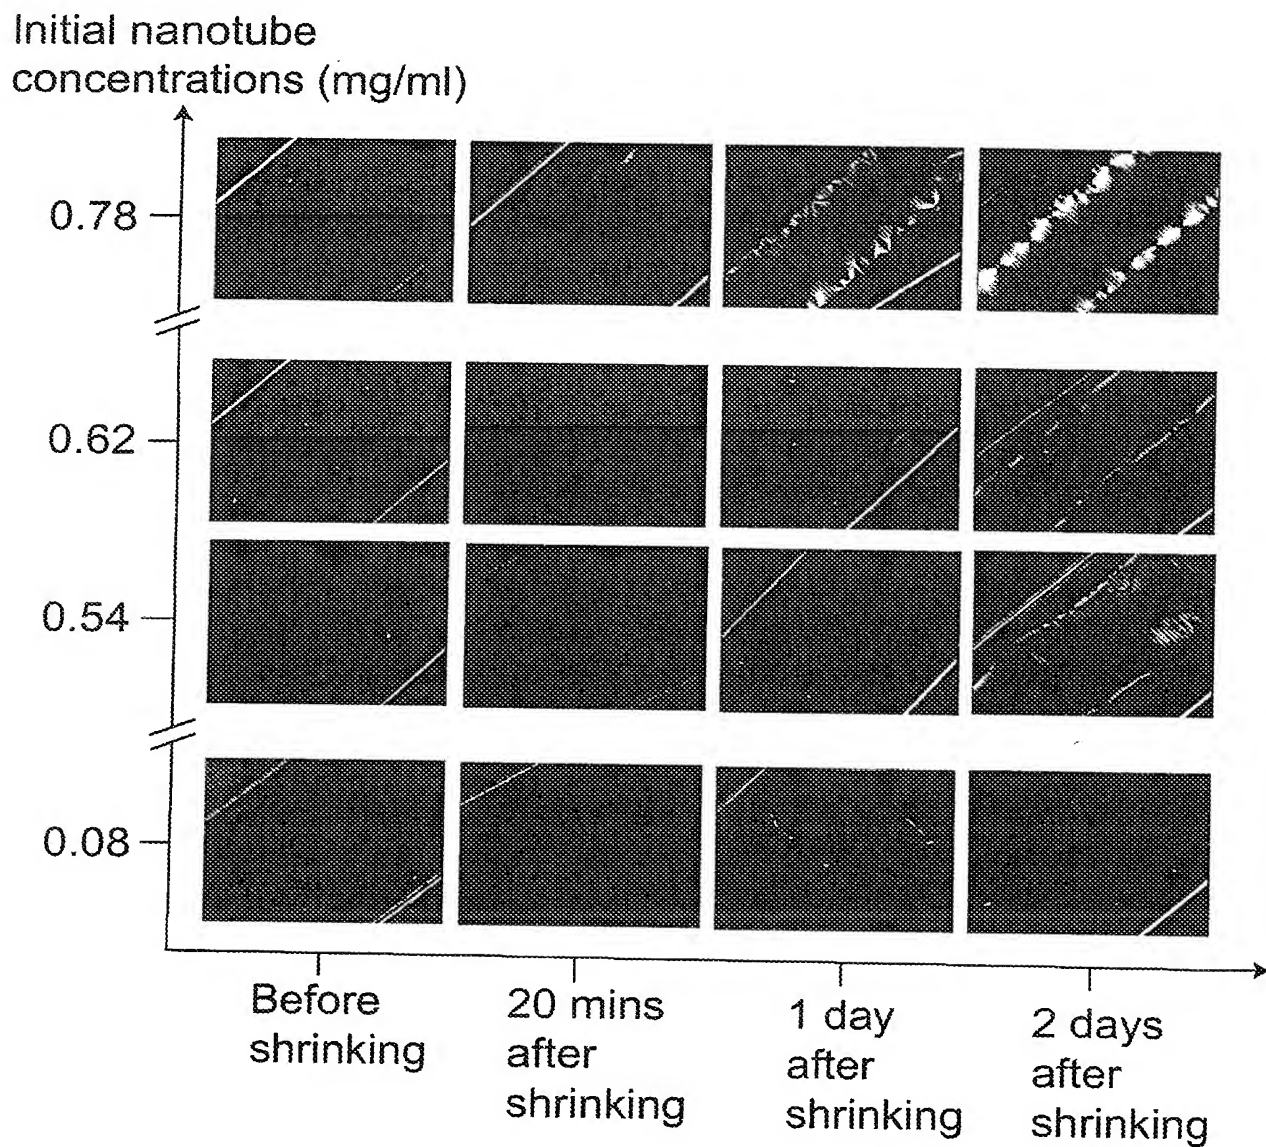 Initial nanotube
concentrations (mg/ml)
0.78
0.62
0.54
0.08
Before
shrinking
20 mins
after
shrinking
1 day
after
shrinking
2 days
after
shrinking